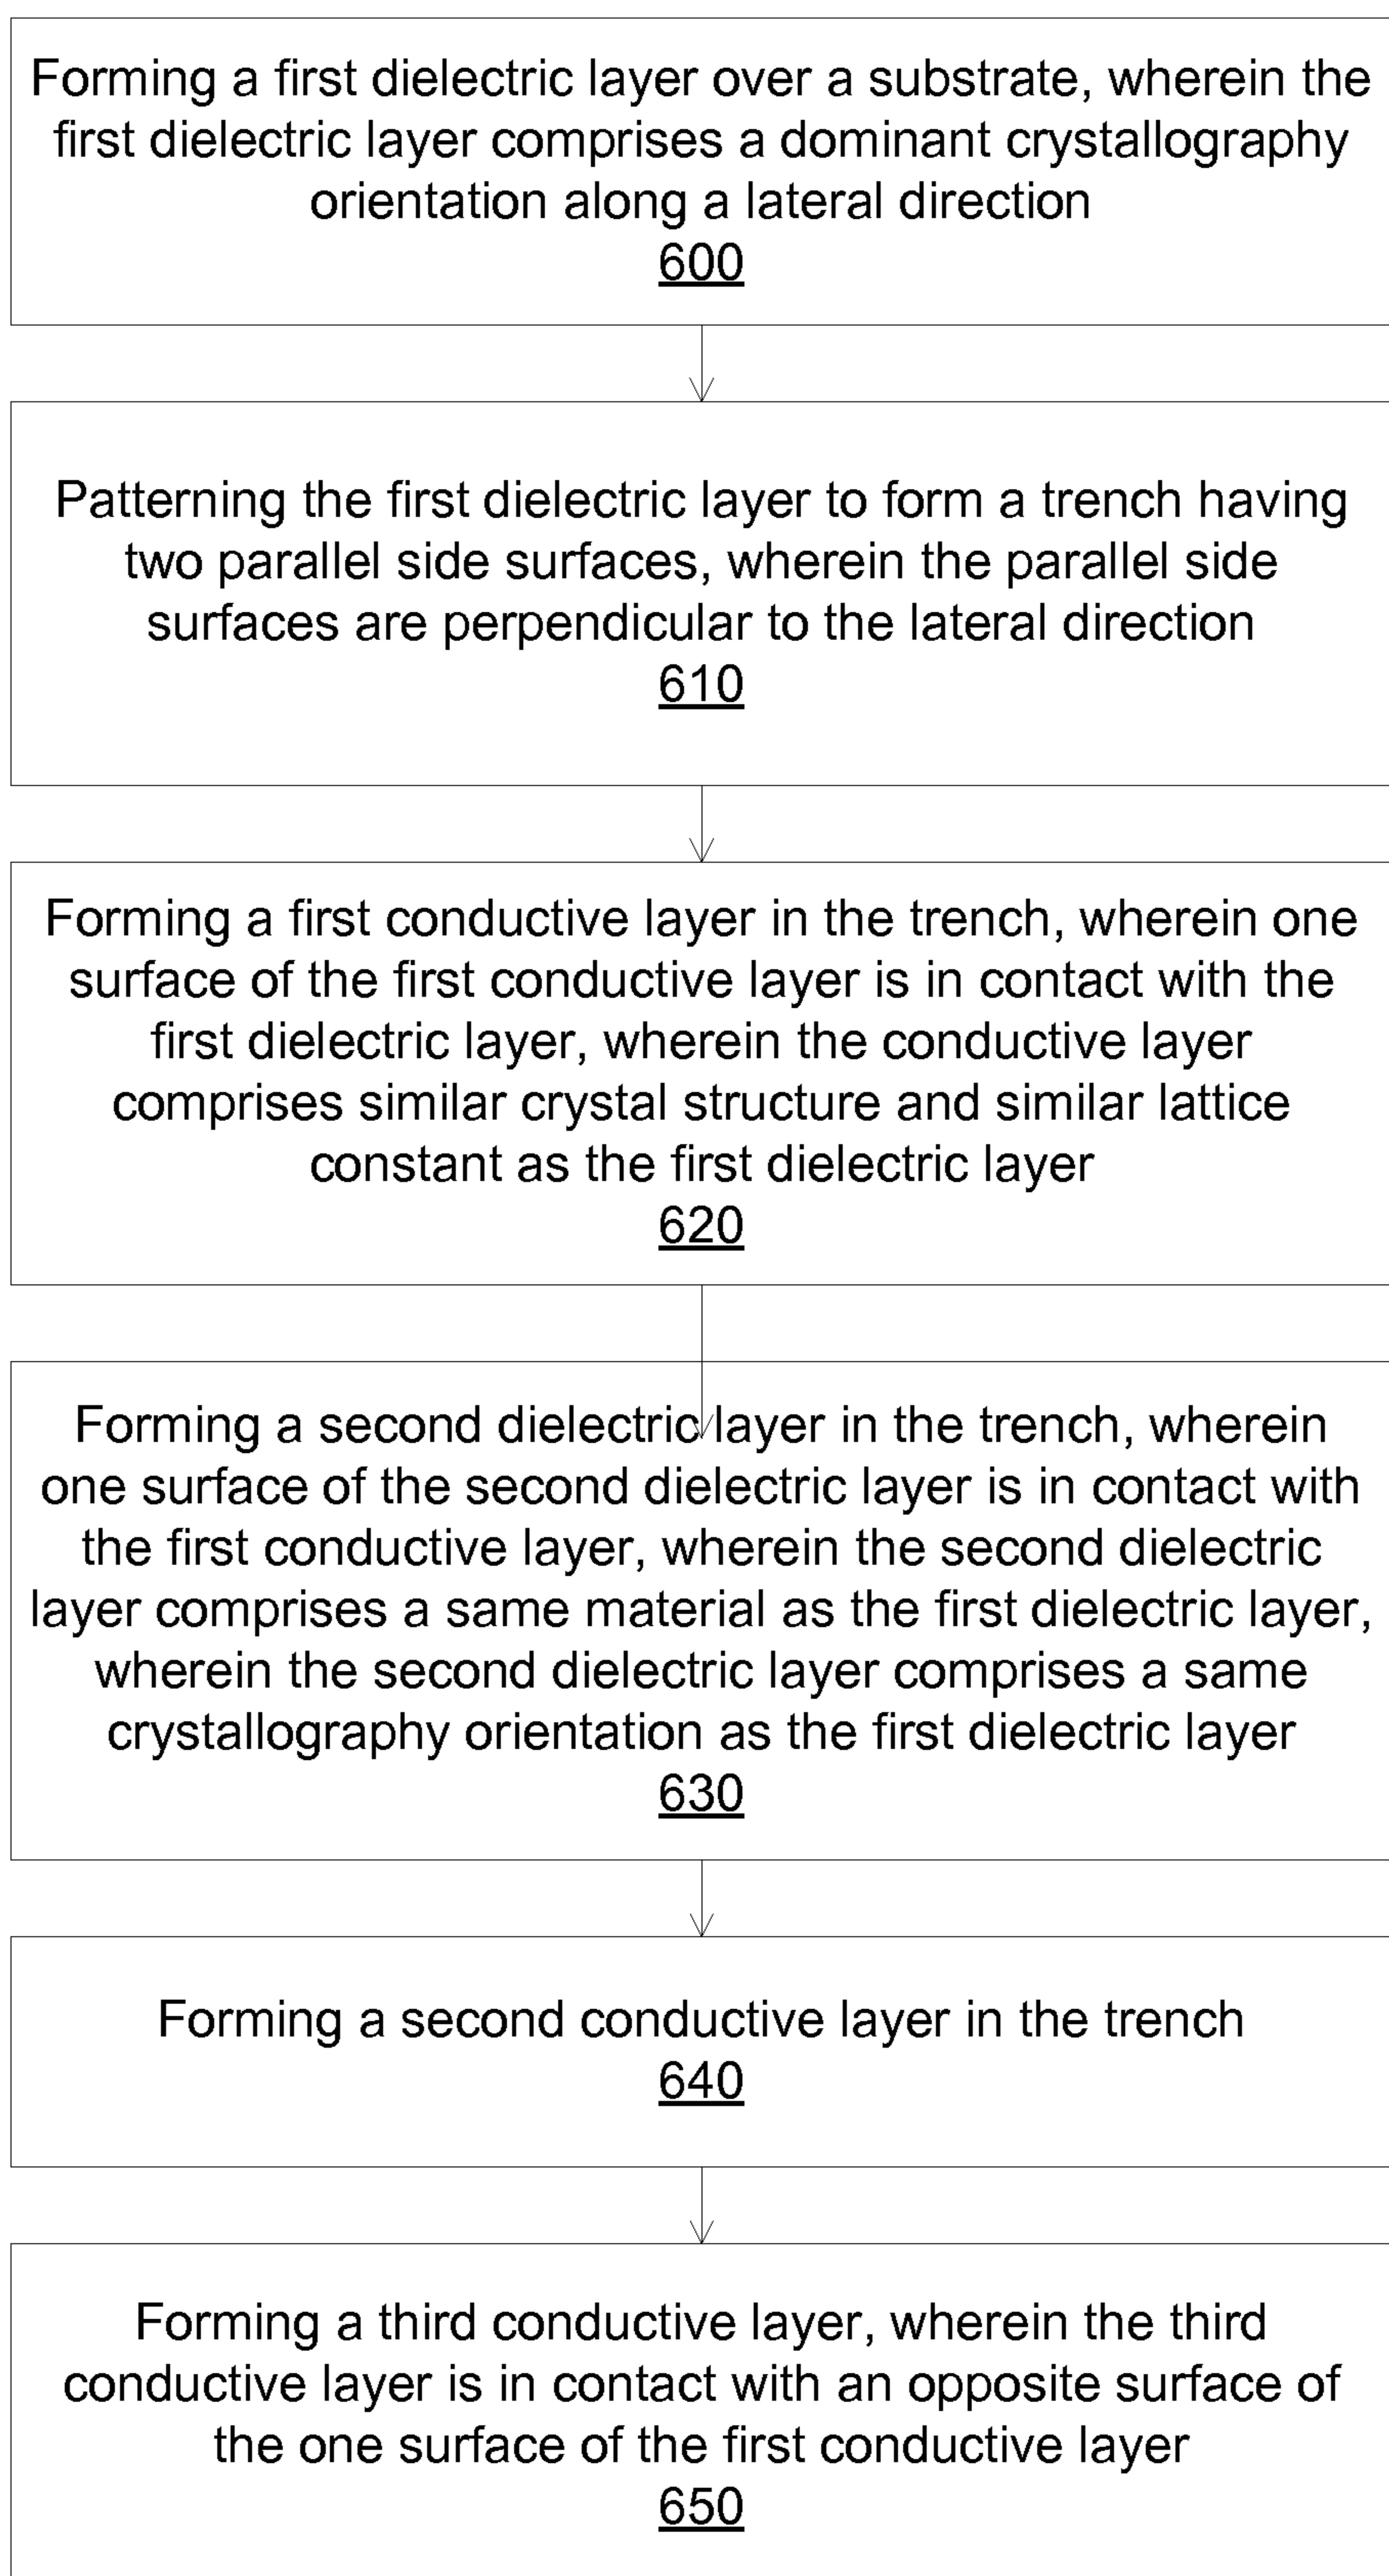 Forming a first dielectric layer over a substrate, wherein the
first dielectric layer comprises a dominant crystallography
orientation along a lateral direction
600
Patterning the first dielectric layer to form a trench having
two parallel side surfaces, wherein the parallel side
surfaces are perpendicular to the lateral direction
610
Forming a first conductive layer in the trench, wherein one
surface of the first conductive layer is in contact with the
first dielectric layer, wherein the conductive layer
comprises similar crystal structure and similar lattice
constant as the first dielectric layer
620
Forming a second dielectric layer in the trench, wherein
one surface of the second dielectric layer is in contact with
the first conductive layer, wherein the second dielectric
layer comprises a same material as the first dielectric layer,
wherein the second dielectric layer comprises a same
crystallography orientation as the first dielectric layer
630
Forming a second conductive layer in the trench
640
Forming a third conductive layer, wherein the third
conductive layer is in contact with an opposite surface of
the one surface of the first conductive layer
650